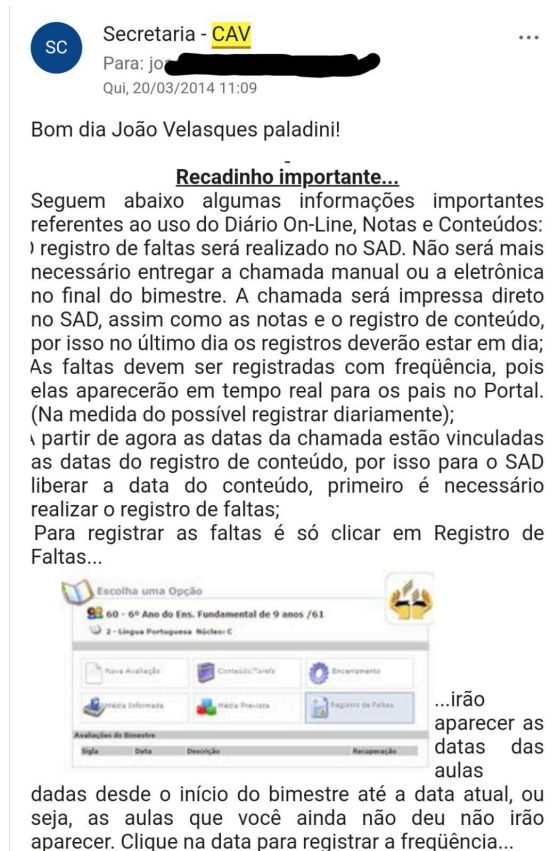 SC
Secretaria - CAV
...
Para: joa
Qui, 20/03/2014 11:09
Bom dia João Velasques paladini!
Recadinho importante...
Seguem abaixo algumas informações importantes
referentes ao uso do Diário On-Line, Notas e Conteúdos:
registro de faltas será realizado no SAD. Não será mais
necessário entregar a chamada manual ou a eletrônica
no final do bimestre. A chamada será impressa direto
no SAD, assim como as notas e o registro de conteúdo,
por isso no último dia os registros deverão estar em dia;
As faltas devem ser registradas com freqüência, pois
elas aparecerão em tempo real para os pais no Portal.
(Na medida do possível registrar diariamente);
partir de agora as datas da chamada estão vinculadas
as datas do registro de conteúdo, por isso para o SAD
liberar a data do conteúdo, primeiro é necessário
realizar o registro de faltas;
Para registrar as faltas é só clicar em Registro de
Faltas...
Escolha uma Opção
60 - 6º Ano do Ens. Fundamental de 9 anos /61
2 - Língua Portuguesa Núcleo: C
Nova Avaliação
Conteúdo/Tarefa
Encerramento
Média Informada
Média Prevista
Registro de Faltas
Avaliações do Bimestre
Sigla Data Descrição Recuperação
...irão
aparecer as
datas das
aulas
dadas desde o início do bimestre até a data atual, ou
seja, as aulas que você ainda não deu não irão
aparecer. Clique na data para registrar a freqüência...